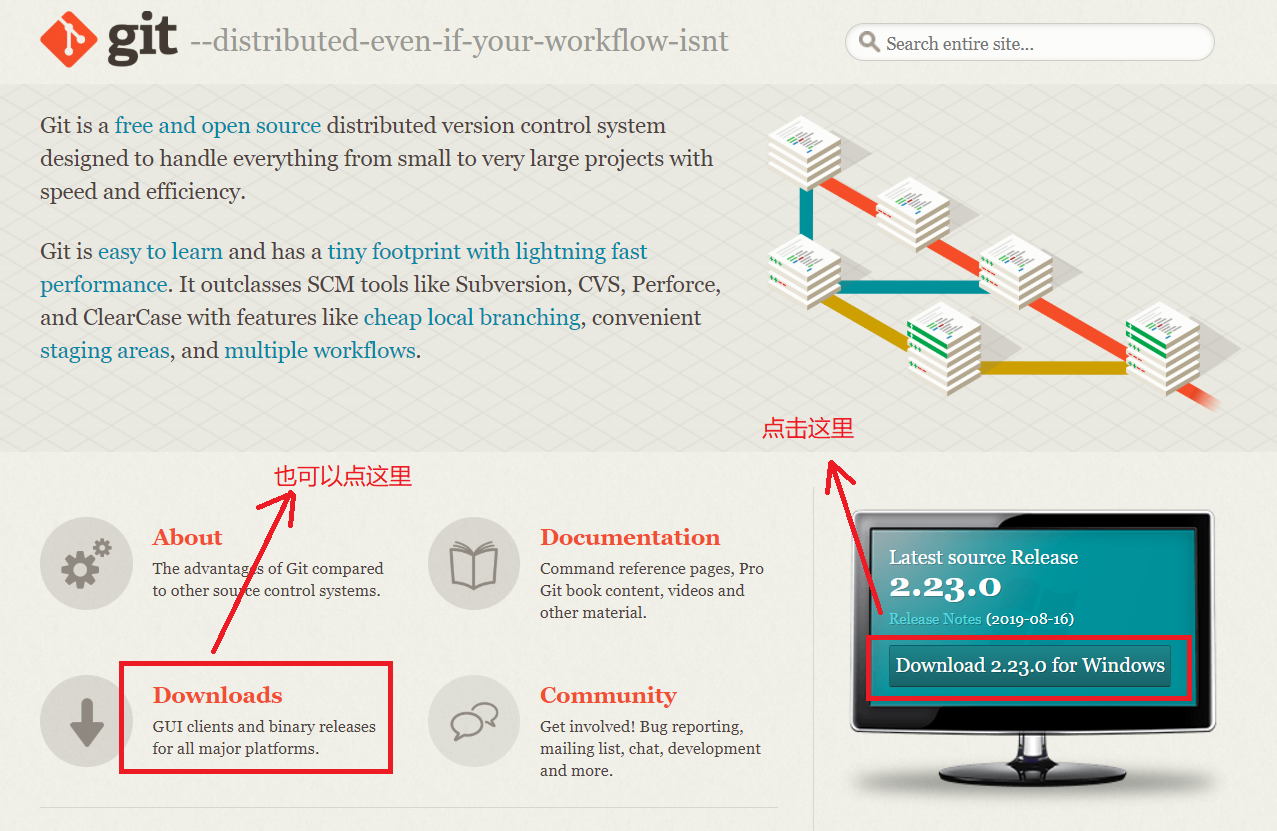 git --distributed-even-if-your-workflow-isnt
Search entire site...
Git is a free and open source distributed version control system
designed to handle everything from small to very large projects with
speed and efficiency.
Git is easy to learn and has a tiny footprint with lightning fast
performance. It outclasses SCM tools like Subversion, CVS, Perforce,
and ClearCase with features like cheap local branching, convenient
staging areas, and multiple workflows.
点击这里
也可以点这里
About
The advantages of Git compared
to other source control systems.
Documentation
Command reference pages, Pro
Git book content, videos and
other material.
Downloads
GUI clients and binary releases
for all major platforms.
Community
Get involved! Bug reporting,
mailing list, chat, development
and more.
Latest source Release
2.23.0
Release Notes (2019-08-16)
Download 2.23.0 for Windows